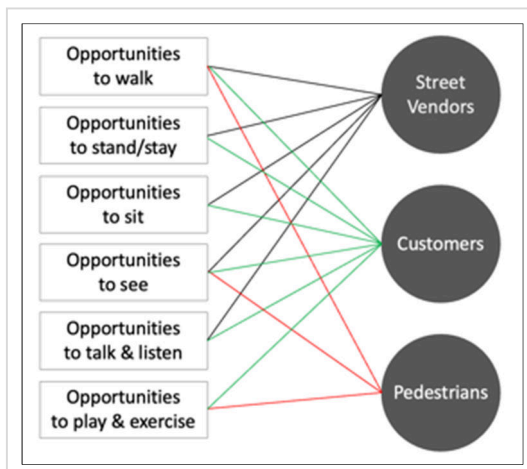 Opportunities
to walk
Opportunities
to stand/stay
Opportunities
to sit
Opportunities
to see
Opportunities
to talk & listen
Opportunities
to play & exercise
Street
Vendors
Customers
Pedestrians